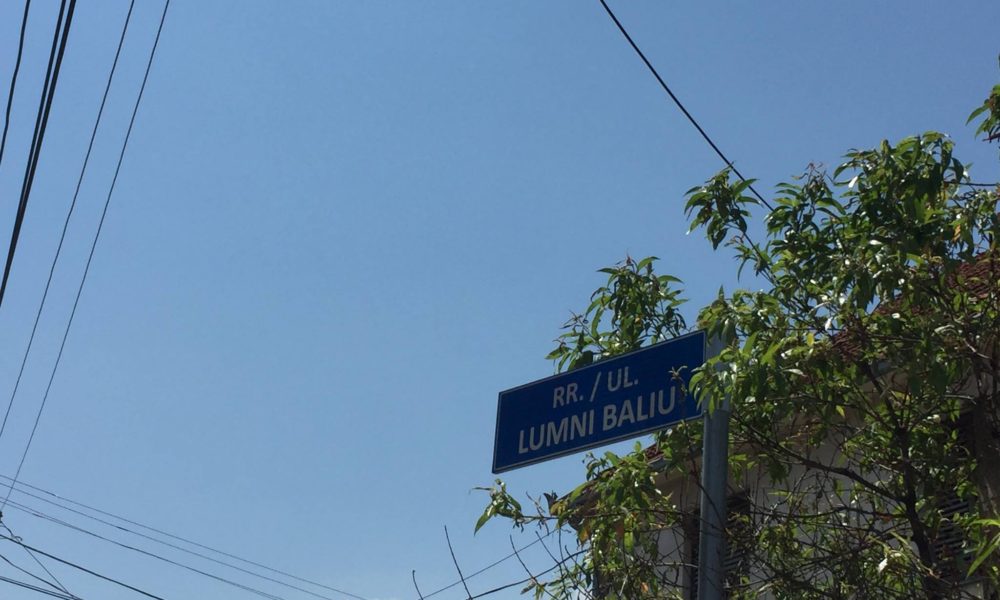 RR. / UL.
LUMNI BALIU